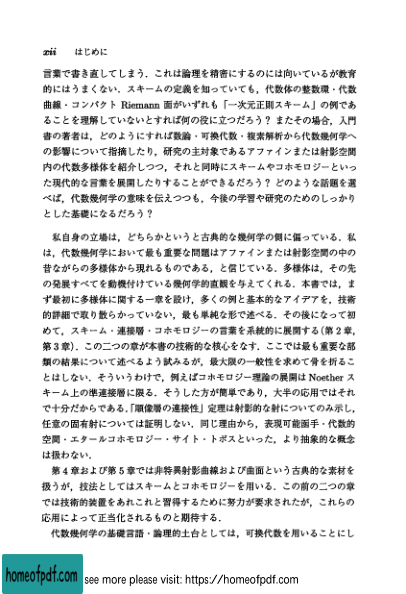 xii はじめに
言葉で書き直してしまう．これは論理を精密にするのには向いているが教育
的にはうまくない．スキームの定義を知っていても，代数体の整数環・代数
曲線・コンパクト Riemann 面がいずれも「一次元正則スキーム」の例であ
ることを理解していないとすれば何の役に立つだろう？ またその場合，入門
書の著者は，どのようにすれば数論・可換代数・複素解析から代数幾何学へ
の影響について指摘したり，研究の主対象であるアファインまたは射影空間
内の代数多様体を紹介しつつ，それと同時にスキームやコホモロジーといっ
た現代的な言葉を展開したりすることができるだろう？ どのような話題を選
べば，代数幾何学の意味を伝えつつも，今後の学習や研究のためのしっかり
とした基礎になるだろう？
私自身の立場は，どちらかというと古典的な幾何学の側に偏っている．私
は，代数幾何学において最も重要な問題はアファインまたは射影空間の中の
昔ながらの多様体から現れるものである，と信じている．多様体は，その先
の発展すべてを動機付けている幾何学的直観を与えてくれる．本書では，ま
ず最初に多様体に関する一章を設け，多くの例と基本的なアイデアを，技術
的詳細で取り散らかっていない，最も単純な形で述べる．その後になって初
めて，スキーム・連接層・コホモロジーの言葉を系統的に展開する(第 2 章，
第 3 章)．この二つの章が本書の技術的な核心をなす．ここでは最も重要な部
類の結果について述べるよう試みるが，最大限の一般性を求めて骨を折るこ
とはしない．そういうわけで，例えばコホモロジー理論の展開は Noether ス
キーム上の準連接層に限る．そうした方が簡単であり，大半の応用ではそれ
で十分だからである．「順像層の連接性」定理は射影的な射についてのみ示し，
任意の固有射については証明しない．同じ理由から，表現可能函手・代数的
空間・エタールコホモロジー・サイト・トポスといった，より抽象的な概念
は扱わない．
第 4 章および第 5 章では非特異射影曲線および曲面という古典的な素材を
扱うが，技法としてはスキームとコホモロジーを用いる．この前の二つの章
では技術的装置をあれこれと習得するために努力が要求されたが，これらの
応用によって正当化されるものと期待する．
代数幾何学の基礎言語・論理的土台としては，可換代数を用いることにし
homeofpdf.com see more please visit: https://homeofpdf.com